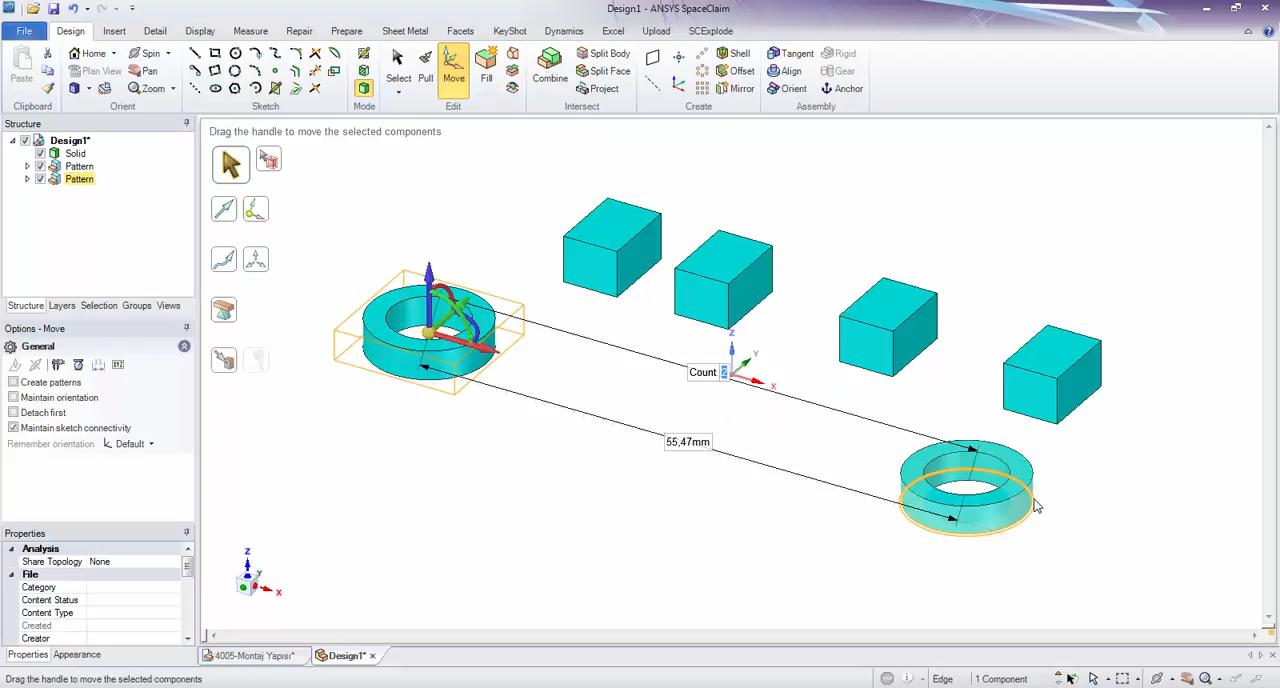 Design1 - ANSYS SpaceClaim
File Design Insert Detail Display Measure Repair Prepare Sheet Metal Facets KeyShot Dynamics Excel Upload SCExplode
Home Spin Split Body Shell Tangent Rigid
Paste Plan View Pan Select Pull Move Fill Combine Split Face Offset Align Gear
Zoom Project Mirror Orient Anchor
Clipboard Orient Sketch Mode Edit Intersect Create Assembly
Structure
Drag the handle to move the selected components
Design1*
Solid
Pattern
Pattern
Structure Layers Selection Groups Views
Options - Move
General
Create patterns
Maintain orientation
Detach first
Maintain sketch connectivity
Remember orientation Default
Z
Y
X
Count 2
55,47mm
Properties
Analysis
Share Topology None
File
Category
Content Status
Content Type
Created
Creator
Z
Y
X
Properties Appearance
4005-Montaj Yapısı* Design1*
Drag the handle to move the selected components Edge 1 Component